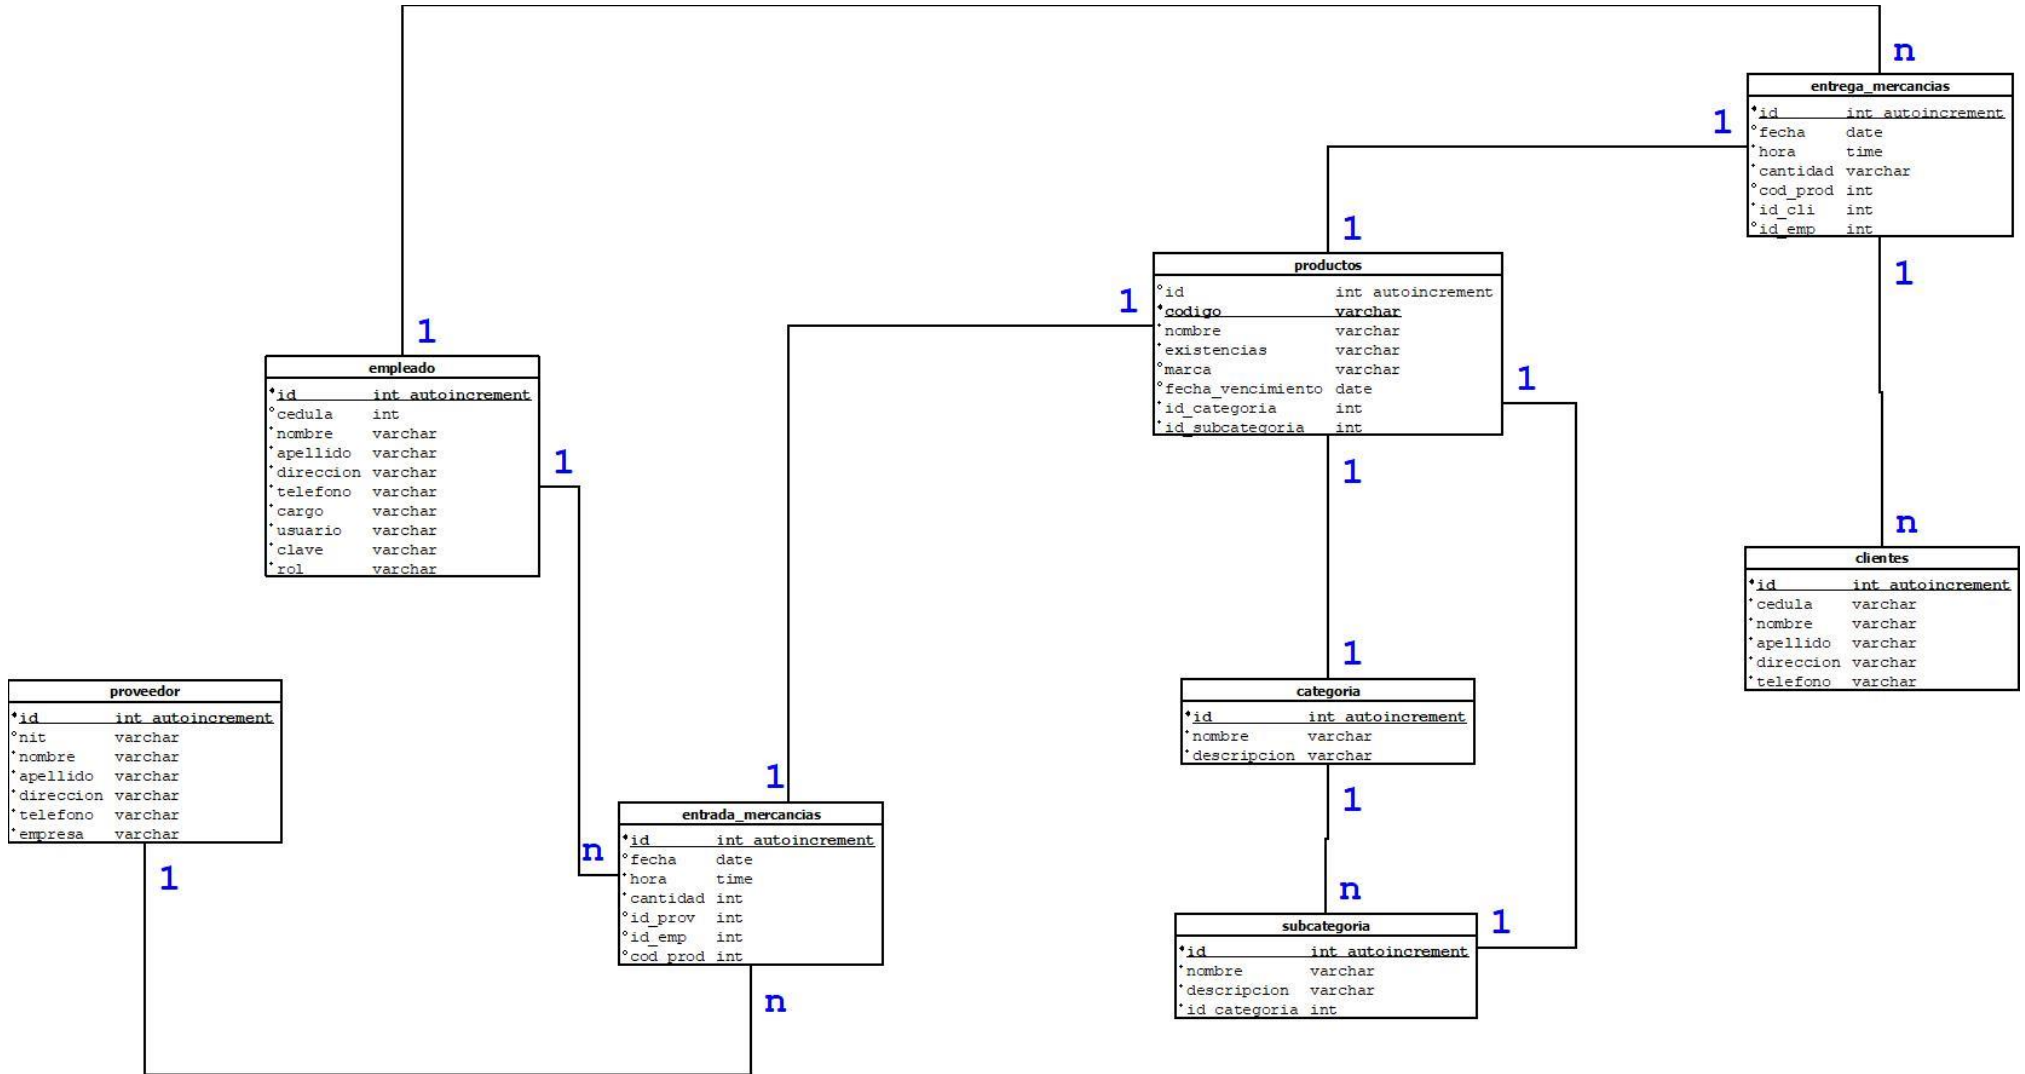 n
entrega_mercancias
id int autoincrement
fecha date
hora time
cantidad varchar
cod_prod int
id_cli int
id_emp int
1
1
1
productos
id int autoincrement
codigo varchar
nombre varchar
existencias varchar
marca varchar
fecha_vencimiento date
id_categoria int
id_subcategoria int
1
1
1
1
empleado
id int autoincrement
cedula int
nombre varchar
apellido varchar
direccion varchar
telefono varchar
cargo varchar
usuario varchar
clave varchar
rol varchar
1
n
clientes
id int autoincrement
cedula varchar
nombre varchar
apellido varchar
direccion varchar
telefono varchar
proveedor
id int autoincrement
nit varchar
nombre varchar
apellido varchar
direccion varchar
telefono varchar
empresa varchar
1
1
categoria
id int autoincrement
nombre varchar
descripcion varchar
1
1
entrada_mercancias
id int autoincrement
fecha date
hora time
cantidad int
id_prov int
id_emp int
cod_prod int
n
n
n
subcategoria
id int autoincrement
nombre varchar
descripcion varchar
id_categoria int
1